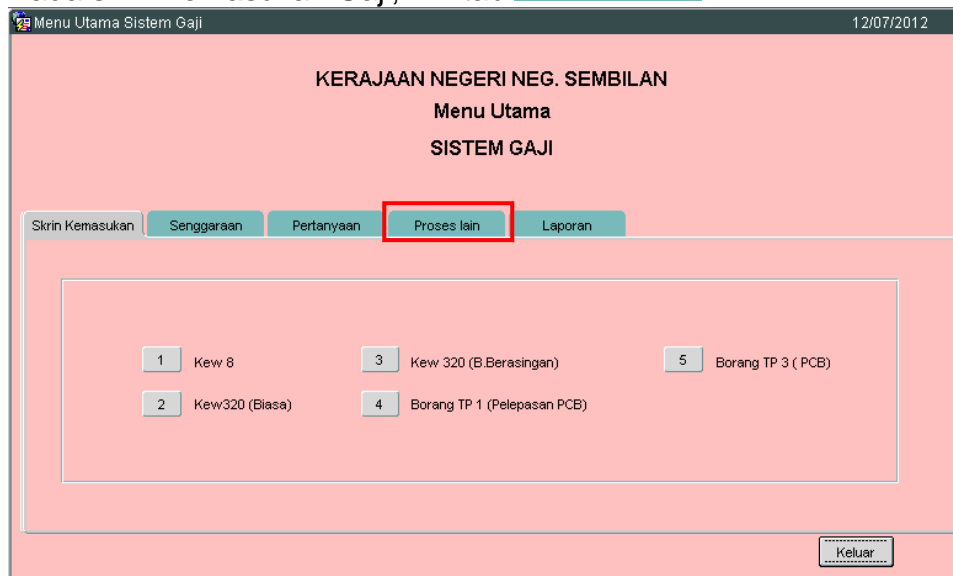 Menu Utama Sistem Gaji 12/07/2012
KERAJAAN NEGERI NEG. SEMBILAN
Menu Utama
SISTEM GAJI
Skrin Kemasukan Senggaraan Pertanyaan Proses lain Laporan
1 Kew 8 3 Kew 320 (B.Berasingan) 5 Borang TP 3 ( PCB)
2 Kew320 (Biasa) 4 Borang TP 1 (Pelepasan PCB)
Keluar